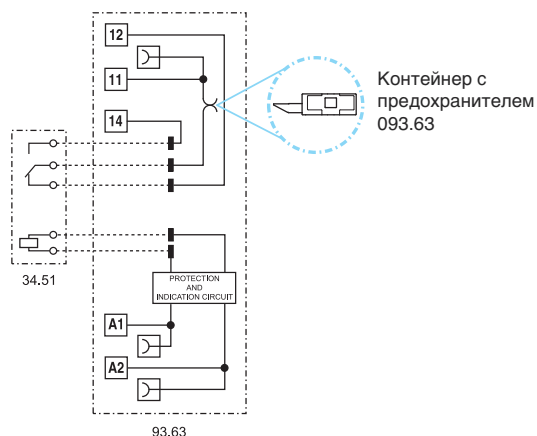 12
11
14
Контейнер с
предохранителем
093.63
34.51
PROTECTION
AND
INDICATION CIRCUIT
A1
A2
93.63